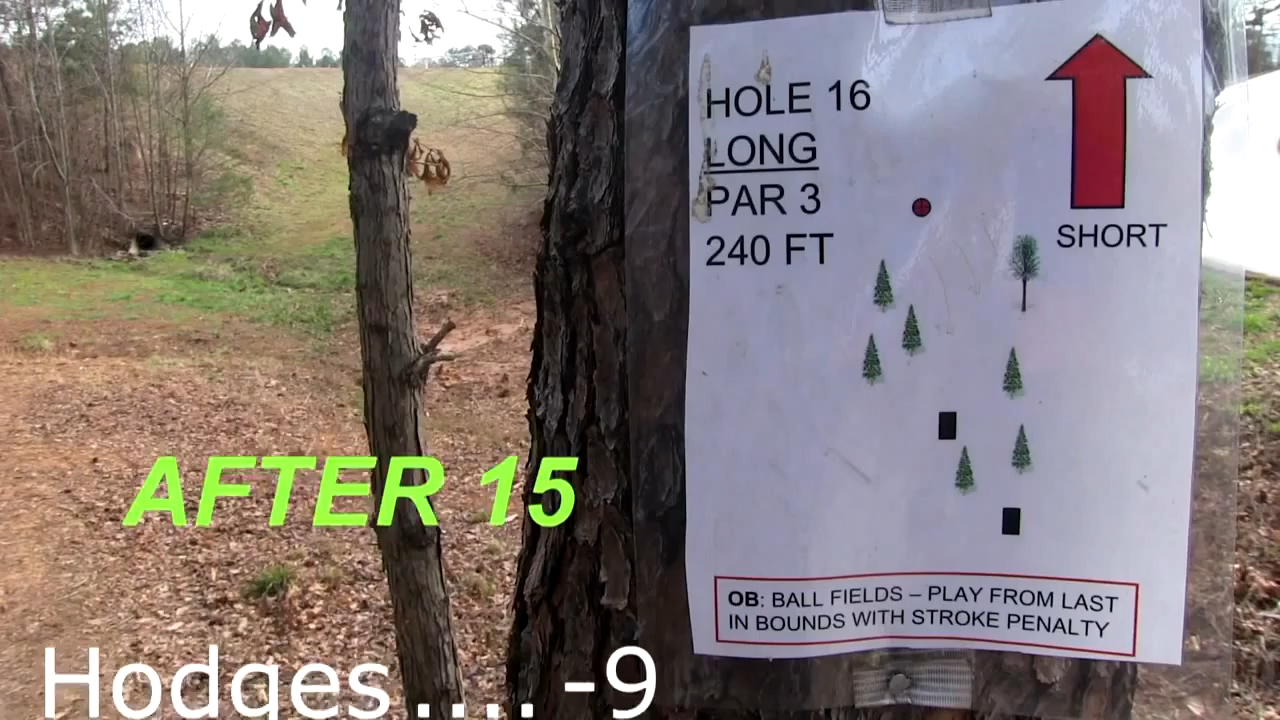 HOLE 16
LONG
PAR 3
240 FT
SHORT
OB: BALL FIELDS – PLAY FROM LAST
IN BOUNDS WITH STROKE PENALTY
AFTER 15
Hodges.... -9